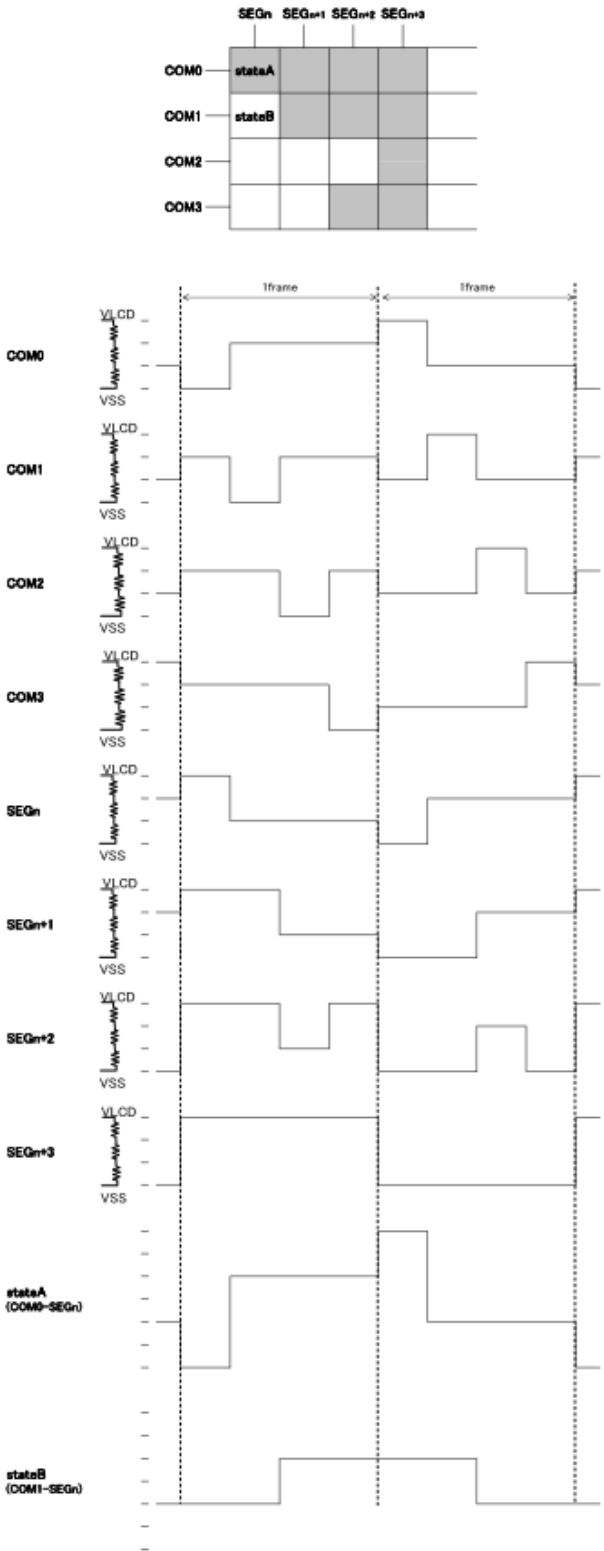 SEGn SEGn+1 SEGn+2 SEGn+3
COM0 stateA
COM1 stateB
COM2
COM3
1frame 1frame
VLCD
COM0
VSS
VLCD
COM1
VSS
VLCD
COM2
VSS
VLCD
COM3
VSS
VLCD
SEGn
VSS
VLCD
SEGn+1
VSS
VLCD
SEGn+2
VSS
VLCD
SEGn+3
VSS
stateA
(COM0-SEGn)
stateB
(COM1-SEGn)